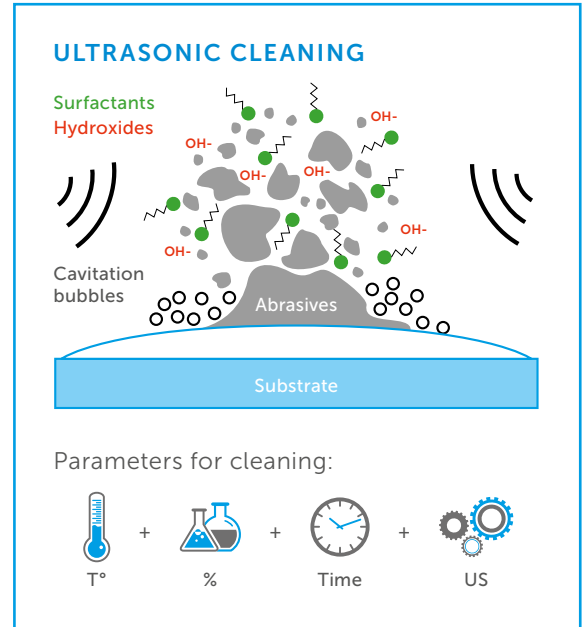 ULTRASONIC CLEANING
Surfactants
Hydroxides
OH-
OH-
OH-
OH-
OH-
OH-
Cavitation
bubbles
Abrasives
Substrate
Parameters for cleaning:
+ + +
T° % Time US